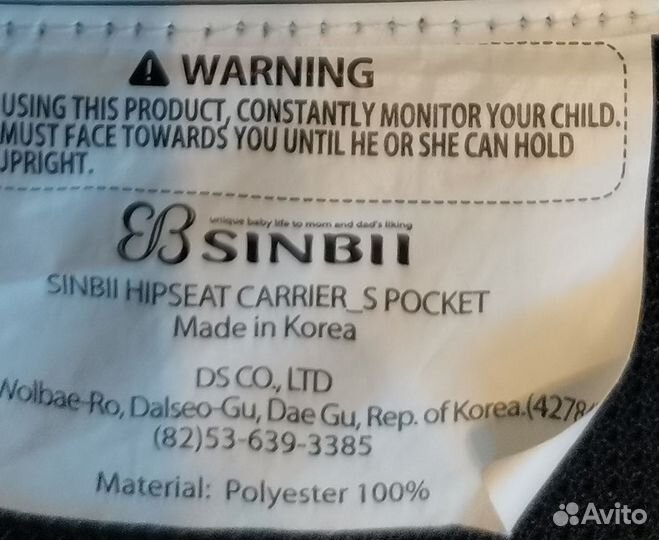 WARNING
USING THIS PRODUCT, CONSTANTLY MONITOR YOUR CHILD.
MUST FACE TOWARDS YOU UNTIL HE OR SHE CAN HOLD
UPRIGHT.
unique baby life to mom and dad's liking
SINBII
SINBII HIPSEAT CARRIER_S POCKET
Made in Korea
DS CO., LTD
Wolbae-Ro, Dalseo-Gu, Dae Gu, Rep. of Korea.(4278
(82)53-639-3385
Material: Polyester 100%
Avito